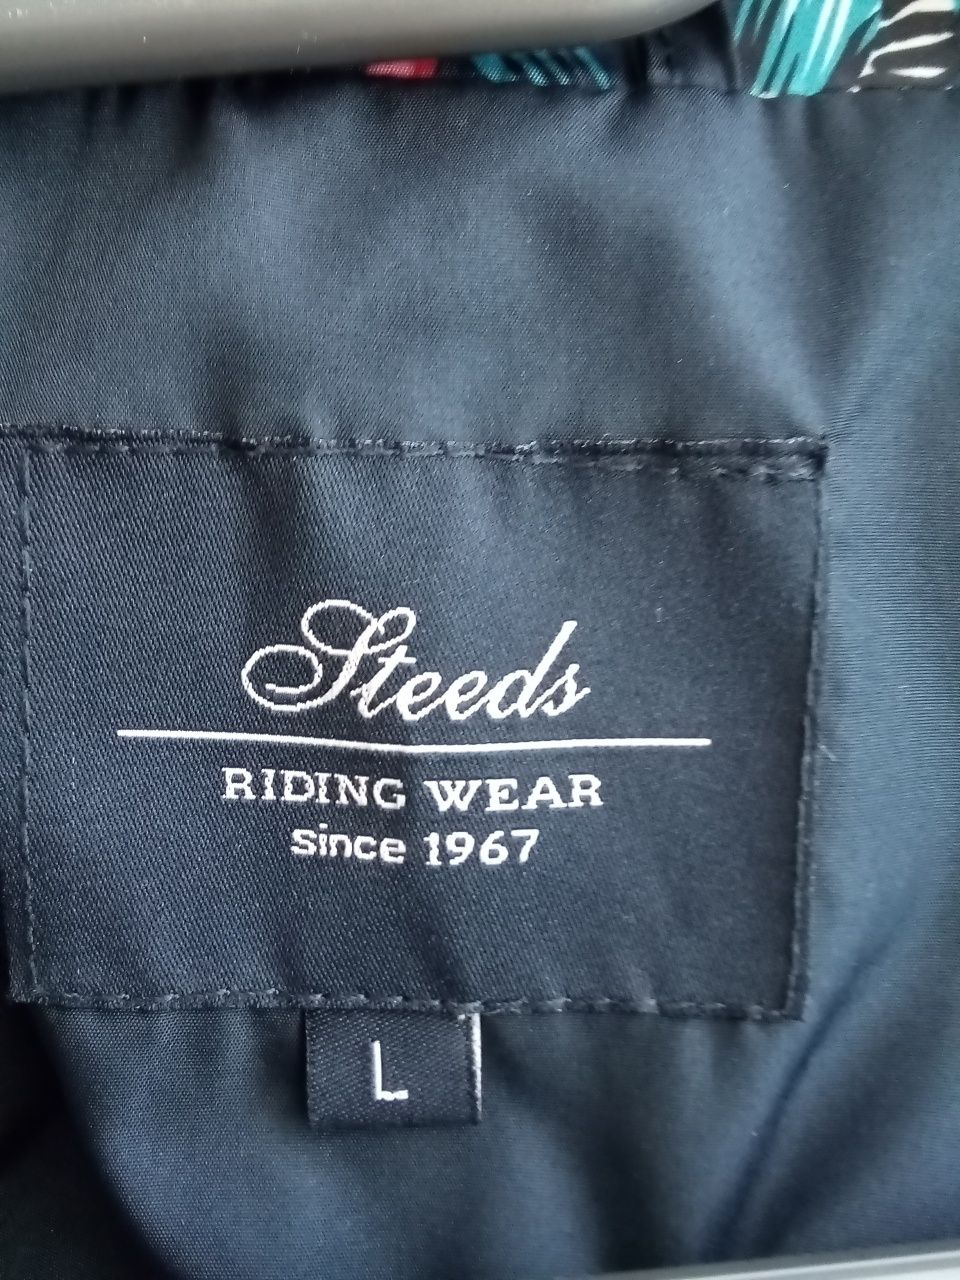 Steeds
RIDING WEAR
Since 1967
L